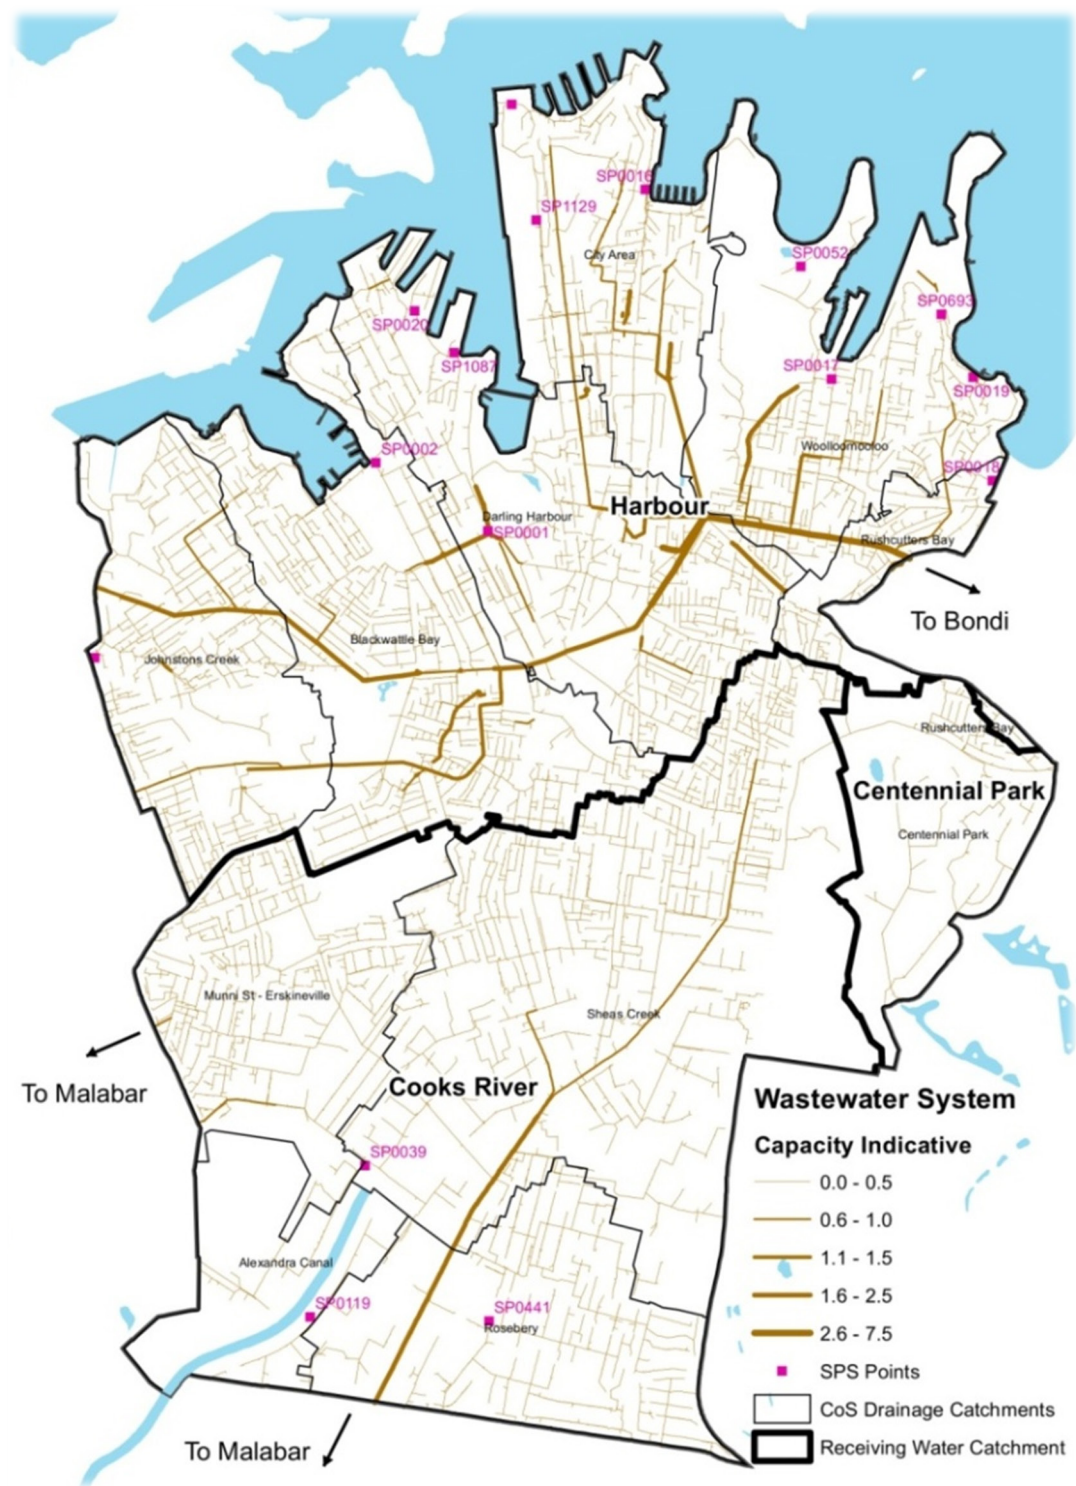 SP0016
SP1129
City Area
SP0052
SP0693
SP0020
SP1087
SP0017
SP0019
Woolloomooloo
SP0002
SP0018
Harbour
Darling Harbour
SP0001
Rushcutters Bay
To Bondi
Blackwattle Bay
Johnstons Creek
Rushcutters Bay
Centennial Park
Centennial Park
Munni St - Erskineville
Sheas Creek
Cooks River
To Malabar
Wastewater System
Capacity Indicative
SP0039
0.0 - 0.5
0.6 - 1.0
Alexandra Canal
1.1 - 1.5
1.6 - 2.5
SP0119
SP0441
Rosebery
2.6 - 7.5
SPS Points
CoS Drainage Catchments
To Malabar
Receiving Water Catchment